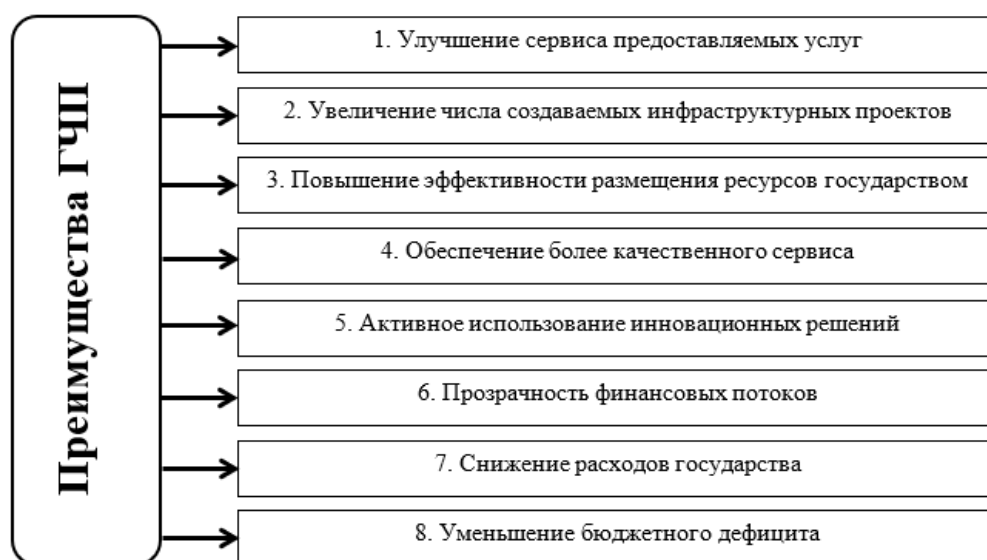 Преимущества ГЧП
1. Улучшение сервиса предоставляемых услуг
2. Увеличение числа создаваемых инфраструктурных проектов
3. Повышение эффективности размещения ресурсов государством
4. Обеспечение более качественного сервиса
5. Активное использование инновационных решений
6. Прозрачность финансовых потоков
7. Снижение расходов государства
8. Уменьшение бюджетного дефицита